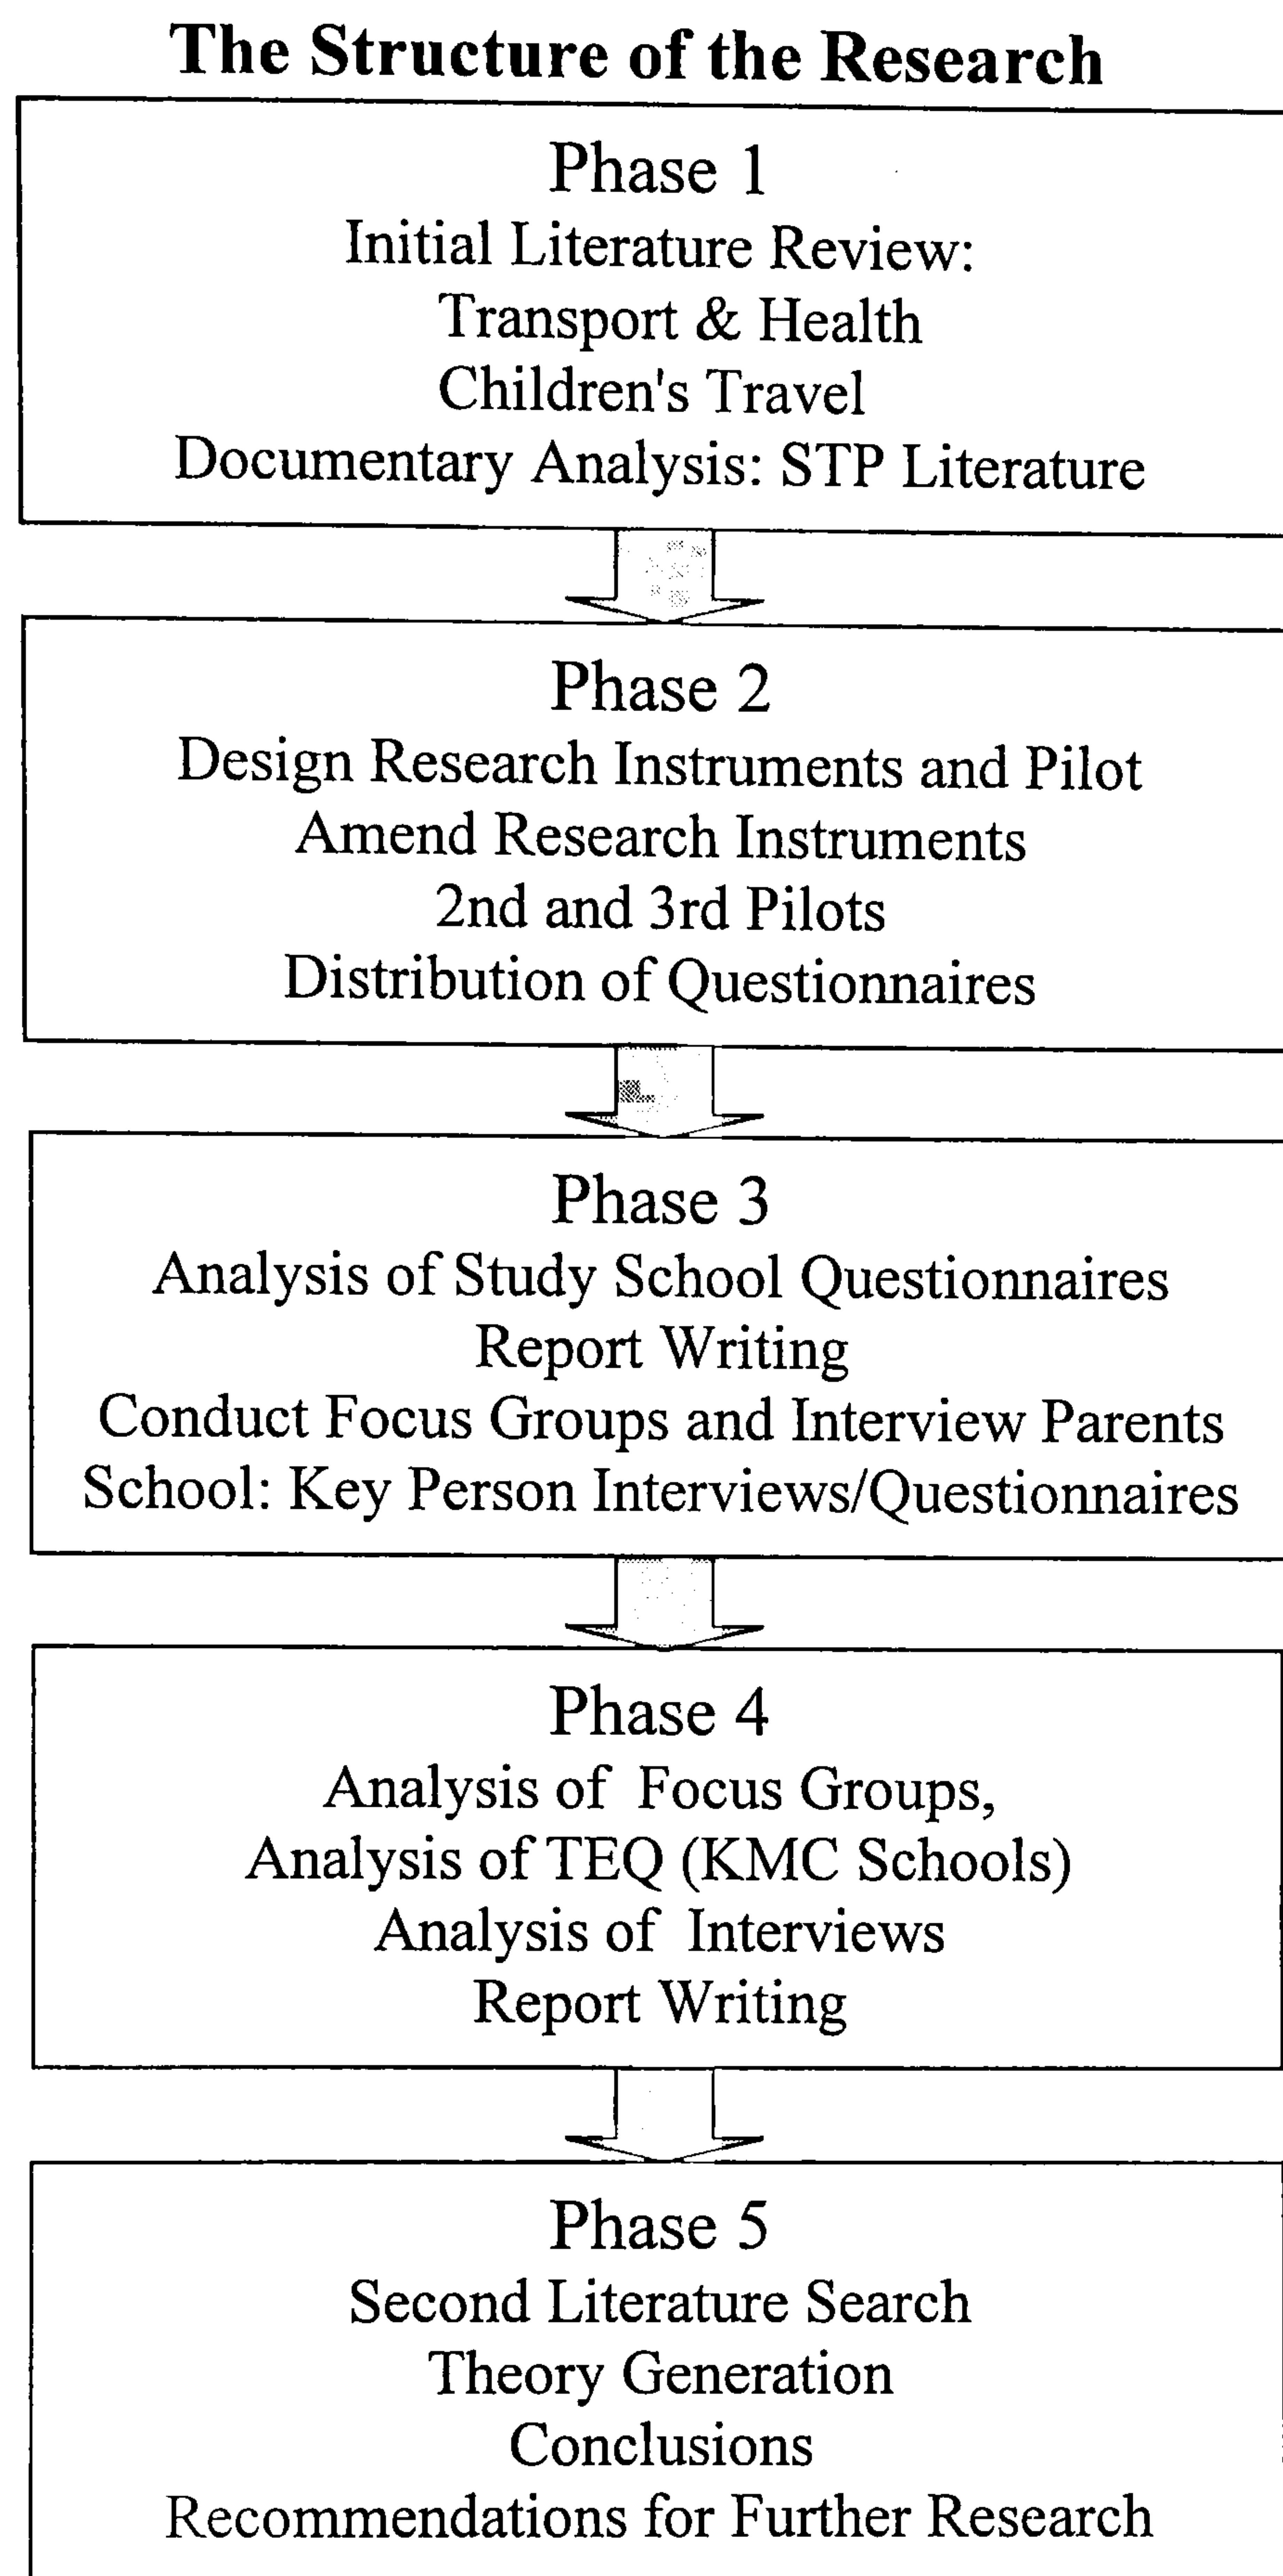 The Structure of the Research
Phase 1
Initial Literature Review:
Transport & Health
Children's Travel
Documentary Analysis: STP Literature
Phase 2
Design Research Instruments and Pilot
Amend Research Instruments
2nd and 3rd Pilots
Distribution of Questionnaires
Phase 3
Analysis of Study School Questionnaires
Report Writing
Conduct Focus Groups and Interview Parents
School: Key Person Interviews/Questionnaires
Phase 4
Analysis of Focus Groups,
Analysis of TEQ (KMC Schools)
Analysis of Interviews
Report Writing
Phase 5
Second Literature Search
Theory Generation
Conclusions
Recommendations for Further Research